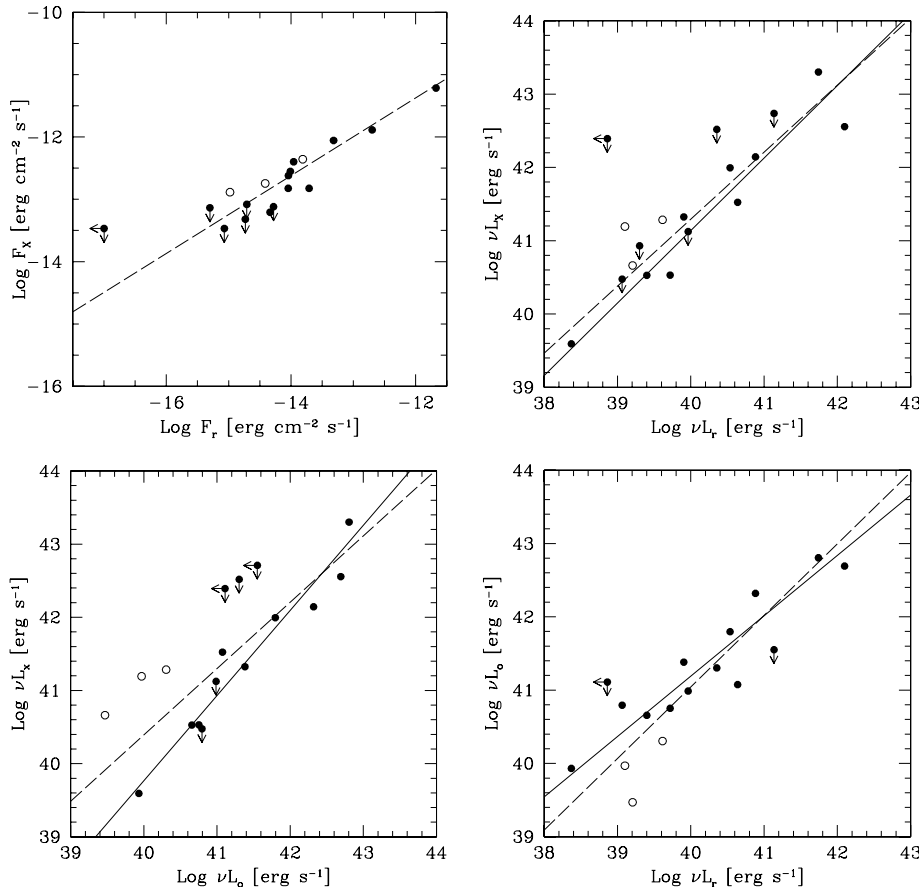 −10
−12
−14
−16
Log F_X [erg cm⁻² s⁻¹]
−16 −14 −12
Log F_r [erg cm⁻² s⁻¹]
44
43
42
41
40
39
Log νL_X [erg s⁻¹]
38 39 40 41 42 43
Log νL_r [erg s⁻¹]
44
43
42
41
40
39
Log νL_x [erg s⁻¹]
39 40 41 42 43 44
Log νL_o [erg s⁻¹]
44
43
42
41
40
39
Log νL_o [erg s⁻¹]
38 39 40 41 42 43
Log νL_r [erg s⁻¹]